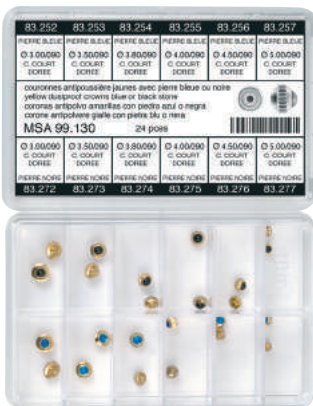 83.252 83.253 83.254 83.255 83.256 83.257
PIERRE BLEUE PIERRE BLEUE PIERRE BLEUE PIERRE BLEUE PIERRE BLEUE PIERRE BLEUE
Ø 3.00/090 Ø 3.50/090 Ø 3.80/090 Ø 4.00/090 Ø 4.50/090 Ø 5.00/090
C. COURT C. COURT C. COURT C. COURT C. COURT C. COURT
DOREE DOREE DOREE DOREE DOREE DOREE
couronnes antipoussière jaunes avec pierre bleue ou noire
yellow dustproof crowns blue or black stone
coronas antipolvo amarillas con piedra azul o negra
corone antipolvere gialle con pietra blu o nera
MSA 99.130 24 pces
Ø 3.00/090 Ø 3.50/090 Ø 3.80/090 Ø 4.00/090 Ø 4.50/090 Ø 5.00/090
C. COURT C. COURT C. COURT C. COURT C. COURT C. COURT
DOREE DOREE DOREE DOREE DOREE DOREE
PIERRE NOIRE PIERRE NOIRE PIERRE NOIRE PIERRE NOIRE PIERRE NOIRE PIERRE NOIRE
83.272 83.273 83.274 83.275 83.276 83.277